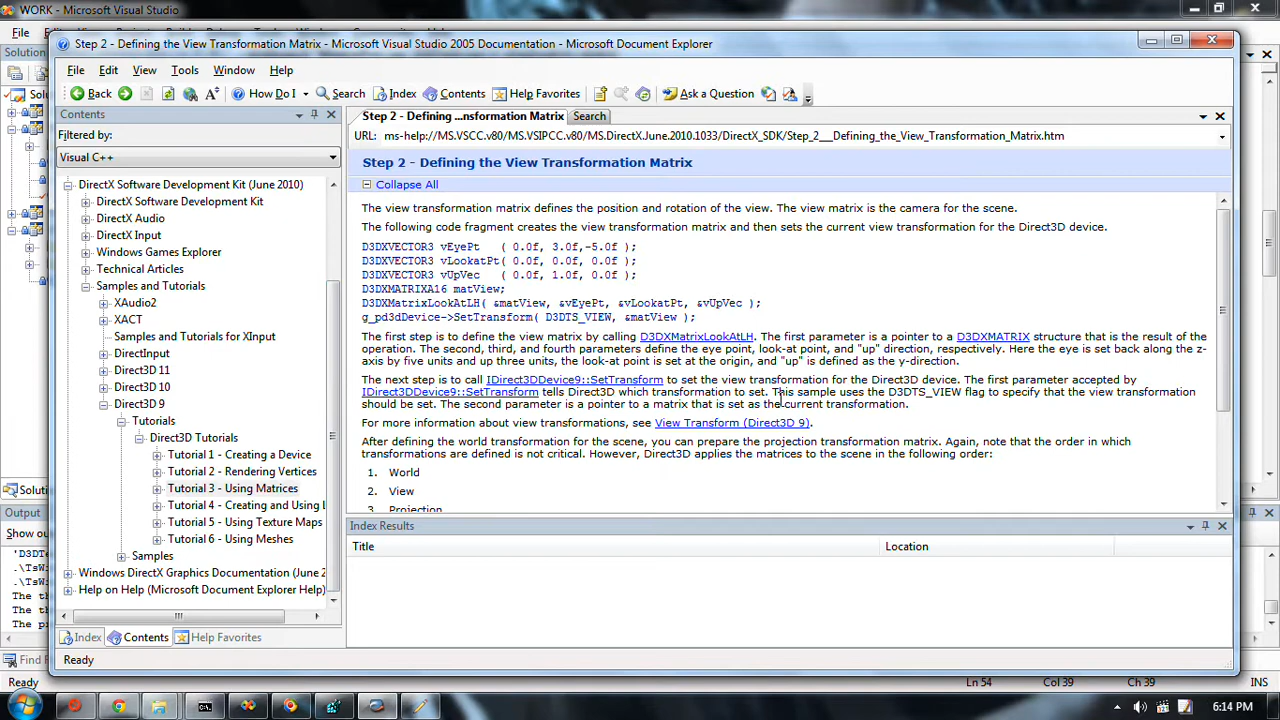 WORK - Microsoft Visual Studio
File
Solution
Solu
Step 2 - Defining the View Transformation Matrix - Microsoft Visual Studio 2005 Documentation - Microsoft Document Explorer
File Edit View Tools Window Help
Back How Do I Search Index Contents Help Favorites Ask a Question
Contents
Filtered by:
Visual C++
DirectX Software Development Kit (June 2010)
DirectX Software Development Kit
DirectX Audio
DirectX Input
Windows Games Explorer
Technical Articles
Samples and Tutorials
XAudio2
XACT
Samples and Tutorials for XInput
DirectInput
Direct3D 11
Direct3D 10
Direct3D 9
Tutorials
Direct3D Tutorials
Tutorial 1 - Creating a Device
Tutorial 2 - Rendering Vertices
Tutorial 3 - Using Matrices
Tutorial 4 - Creating and Using L
Tutorial 5 - Using Texture Maps
Tutorial 6 - Using Meshes
Samples
Windows DirectX Graphics Documentation (June 2
Help on Help (Microsoft Document Explorer Help)
Index Contents Help Favorites
Step 2 - Defining ...nsformation Matrix Search
URL: ms-help://MS.VSCC.v80/MS.VSIPCC.v80/MS.DirectX.June.2010.1033/DirectX_SDK/Step_2__Defining_the_View_Transformation_Matrix.htm
Step 2 - Defining the View Transformation Matrix
Collapse All
The view transformation matrix defines the position and rotation of the view. The view matrix is the camera for the scene.
The following code fragment creates the view transformation matrix and then sets the current view transformation for the Direct3D device.
D3DXVECTOR3 vEyePt   ( 0.0f, 3.0f,-5.0f );
D3DXVECTOR3 vLookatPt( 0.0f, 0.0f, 0.0f );
D3DXVECTOR3 vUpVec   ( 0.0f, 1.0f, 0.0f );
D3DXMATRIXA16 matView;
D3DXMatrixLookAtLH( &matView, &vEyePt, &vLookatPt, &vUpVec );
g_pd3dDevice->SetTransform( D3DTS_VIEW, &matView );
The first step is to define the view matrix by calling D3DXMatrixLookAtLH. The first parameter is a pointer to a D3DXMATRIX structure that is the result of the
operation. The second, third, and fourth parameters define the eye point, look-at point, and "up" direction, respectively. Here the eye is set back along the z-
axis by five units and up three units, the look-at point is set at the origin, and "up" is defined as the y-direction.
The next step is to call IDirect3DDevice9::SetTransform to set the view transformation for the Direct3D device. The first parameter accepted by
IDirect3DDevice9::SetTransform tells Direct3D which transformation to set. This sample uses the D3DTS_VIEW flag to specify that the view transformation
should be set. The second parameter is a pointer to a matrix that is set as the current transformation.
For more information about view transformations, see View Transform (Direct3D 9).
After defining the world transformation for the scene, you can prepare the projection transformation matrix. Again, note that the order in which
transformations are defined is not critical. However, Direct3D applies the matrices to the scene in the following order:
1. World
2. View
3. Projection
Index Results
Title Location
Ready
Solutio
Output
Show ou
'D3DTe
.\TsWi
.\TsWi
The th
The th
The pr
Find R
Ready
Ln 54 Col 39 Ch 39 INS
6:14 PM